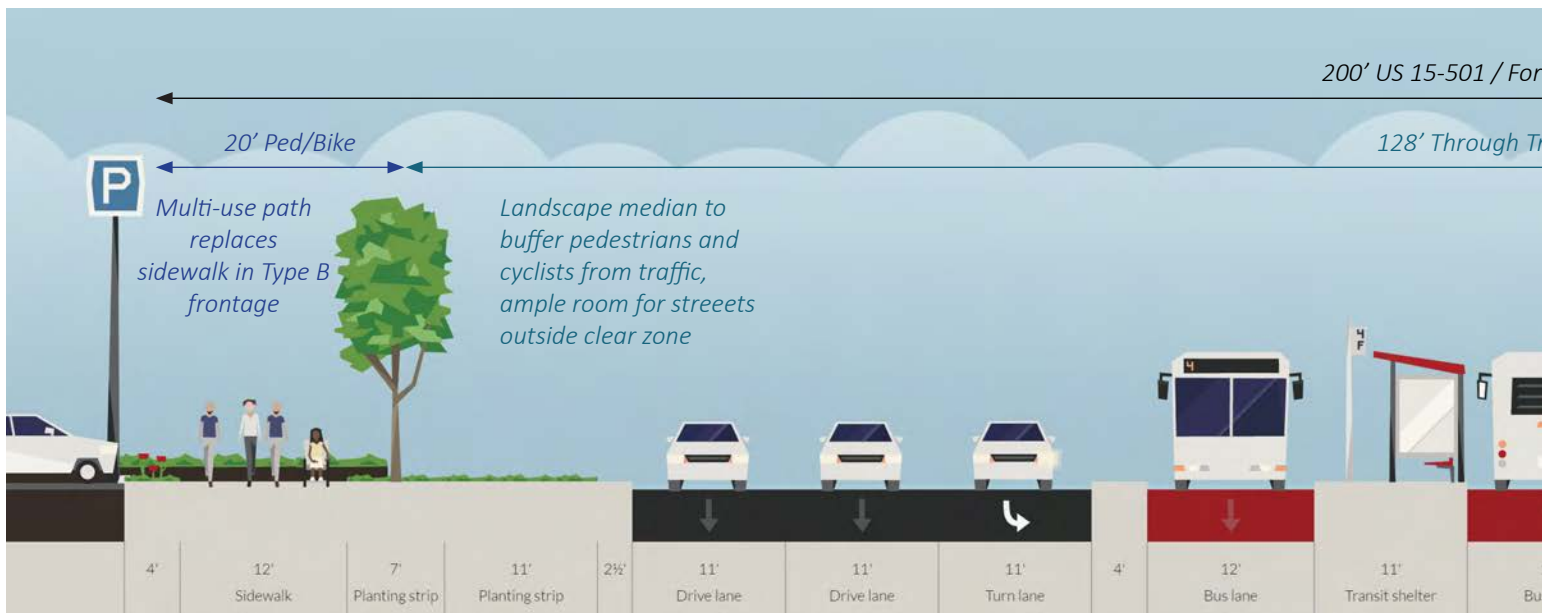 200' US 15-501 / For
20' Ped/Bike
128' Through Tr
P
Multi-use path
replaces
sidewalk in Type B
frontage
Landscape median to
buffer pedestrians and
cyclists from traffic,
ample room for streeets
outside clear zone
4
F
4
4'
12'
Sidewalk
7'
Planting strip
11'
Planting strip
2½'
11'
Drive lane
11'
Drive lane
11'
Turn lane
4'
12'
Bus lane
11'
Transit shelter
Bu